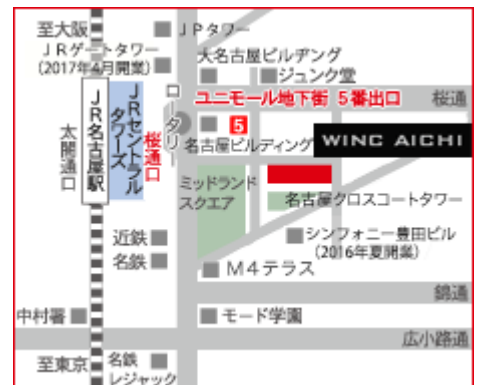 至大阪
JPタワー
JRゲートタワー
(2017年4月開業)
大名古屋ビルヂング
ジュンク堂
ロータリー
ユニモール地下街 5番出口
桜通
JRセントラル
タワーズ
JR名古屋駅
太閤通口
桜通口
5
名古屋ビルディング
WINC AICHI
ミッドランド
スクエア
名古屋クロスコートタワー
近鉄
名鉄
シンフォニー豊田ビル
(2016年夏開業)
M4テラス
錦通
中村署
モード学園
広小路通
至東京
名鉄
レジャック